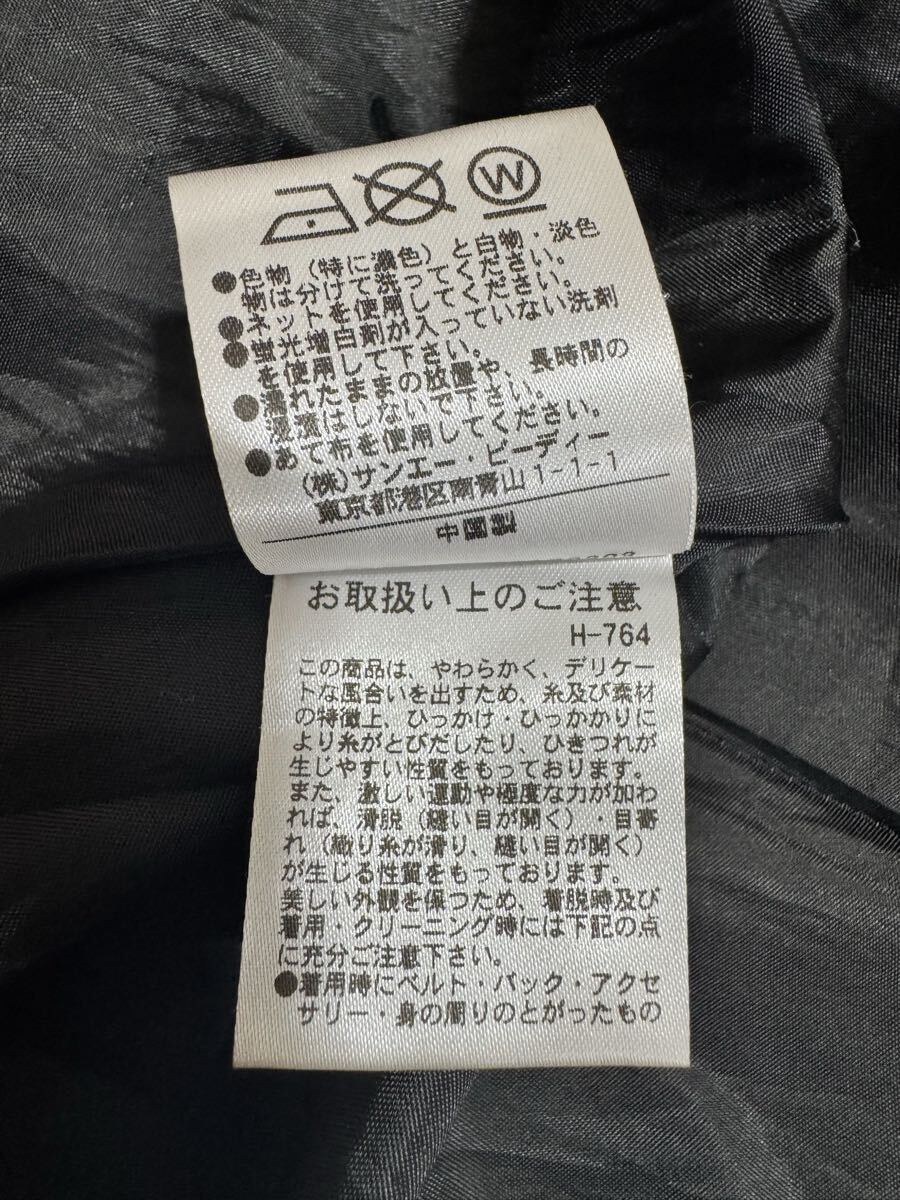 W
●色物(特に濃色)と白物・淡色
物は分けて洗ってください。
●ネットを使用してください。
●蛍光増白剤が入っていない洗剤
を使用して下さい。
●濡れたままの放置や、長時間の
浸漬はしないで下さい。
●あて布を使用してください。
(株)サンエー・ビーディー
東京都港区南青山1-1-1
中国製
お取扱い上のご注意
H-764
この商品は、やわらかく、デリケー
トな風合いを出すため、糸及び素材
の特徴上、ひっかけ・ひっかかりに
より糸がとびだしたり、ひきつれが
生じやすい性質をもっております。
また、激しい運動や極度な力が加わ
れば、滑脱(縫い目が開く)・目寄
れ(織り糸が滑り、縫い目が開く)
が生じる性質をもっております。
美しい外観を保つため、着脱時及び
着用・クリーニング時には下記の点
に充分ご注意下さい。
●着用時にベルト・バック・アクセ
サリー・身の周りのとがったもの